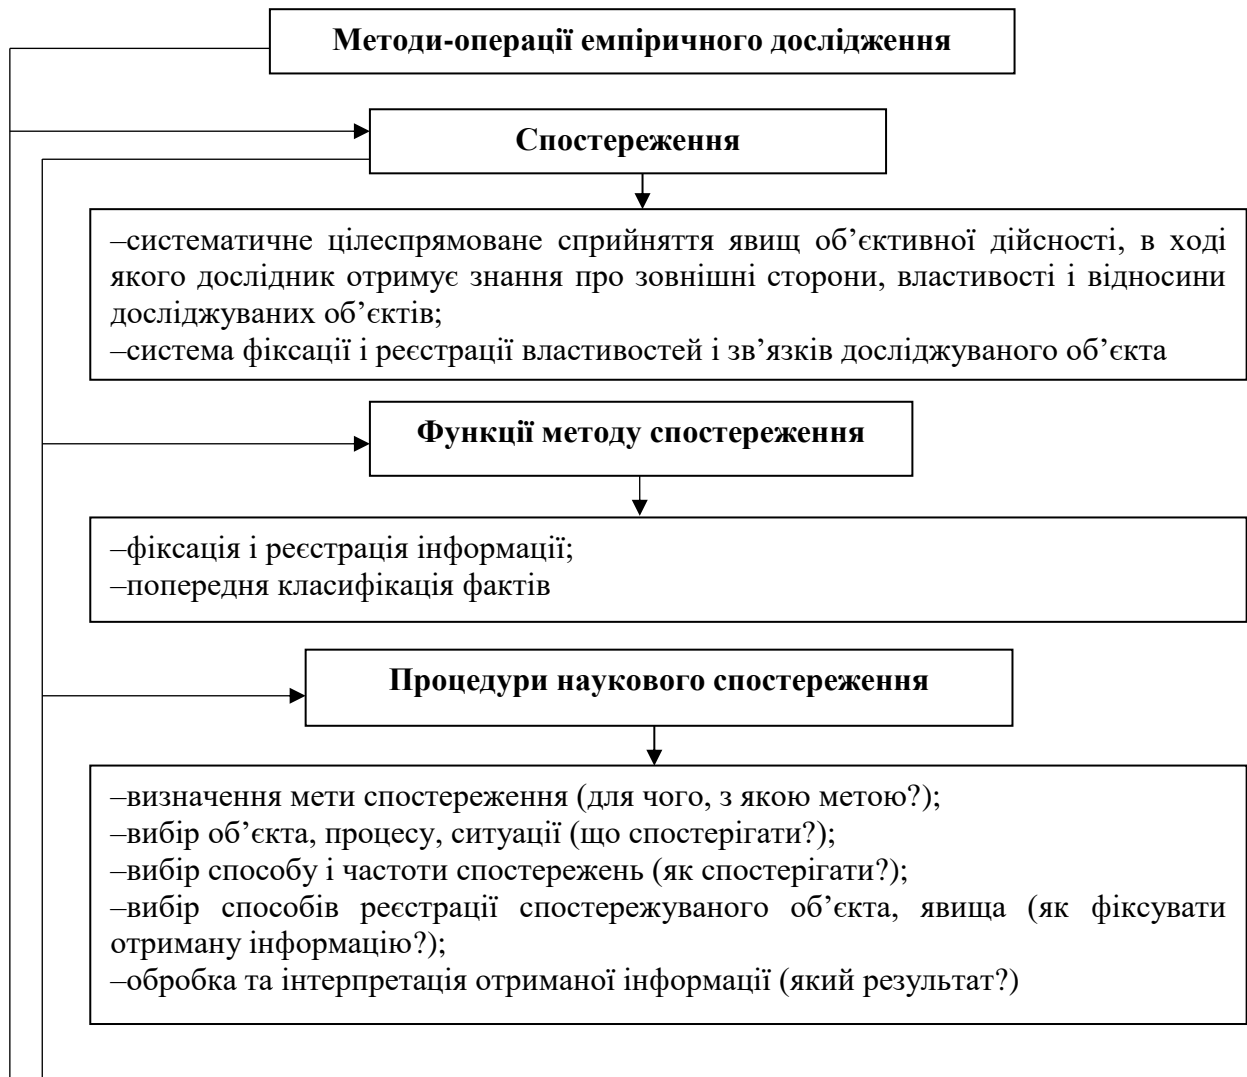 Методи-операції емпіричного дослідження
Спостереження
–систематичне цілеспрямоване сприйняття явищ об’єктивної дійсності, в ході
якого дослідник отримує знання про зовнішні сторони, властивості і відносини
досліджуваних об’єктів;
–система фіксації і реєстрації властивостей і зв’язків досліджуваного об’єкта
Функції методу спостереження
–фіксація і реєстрація інформації;
–попередня класифікація фактів
Процедури наукового спостереження
–визначення мети спостереження (для чого, з якою метою?);
–вибір об’єкта, процесу, ситуації (що спостерігати?);
–вибір способу і частоти спостережень (як спостерігати?);
–вибір способів реєстрації спостережуваного об’єкта, явища (як фіксувати
отриману інформацію?);
–обробка та інтерпретація отриманої інформації (який результат?)